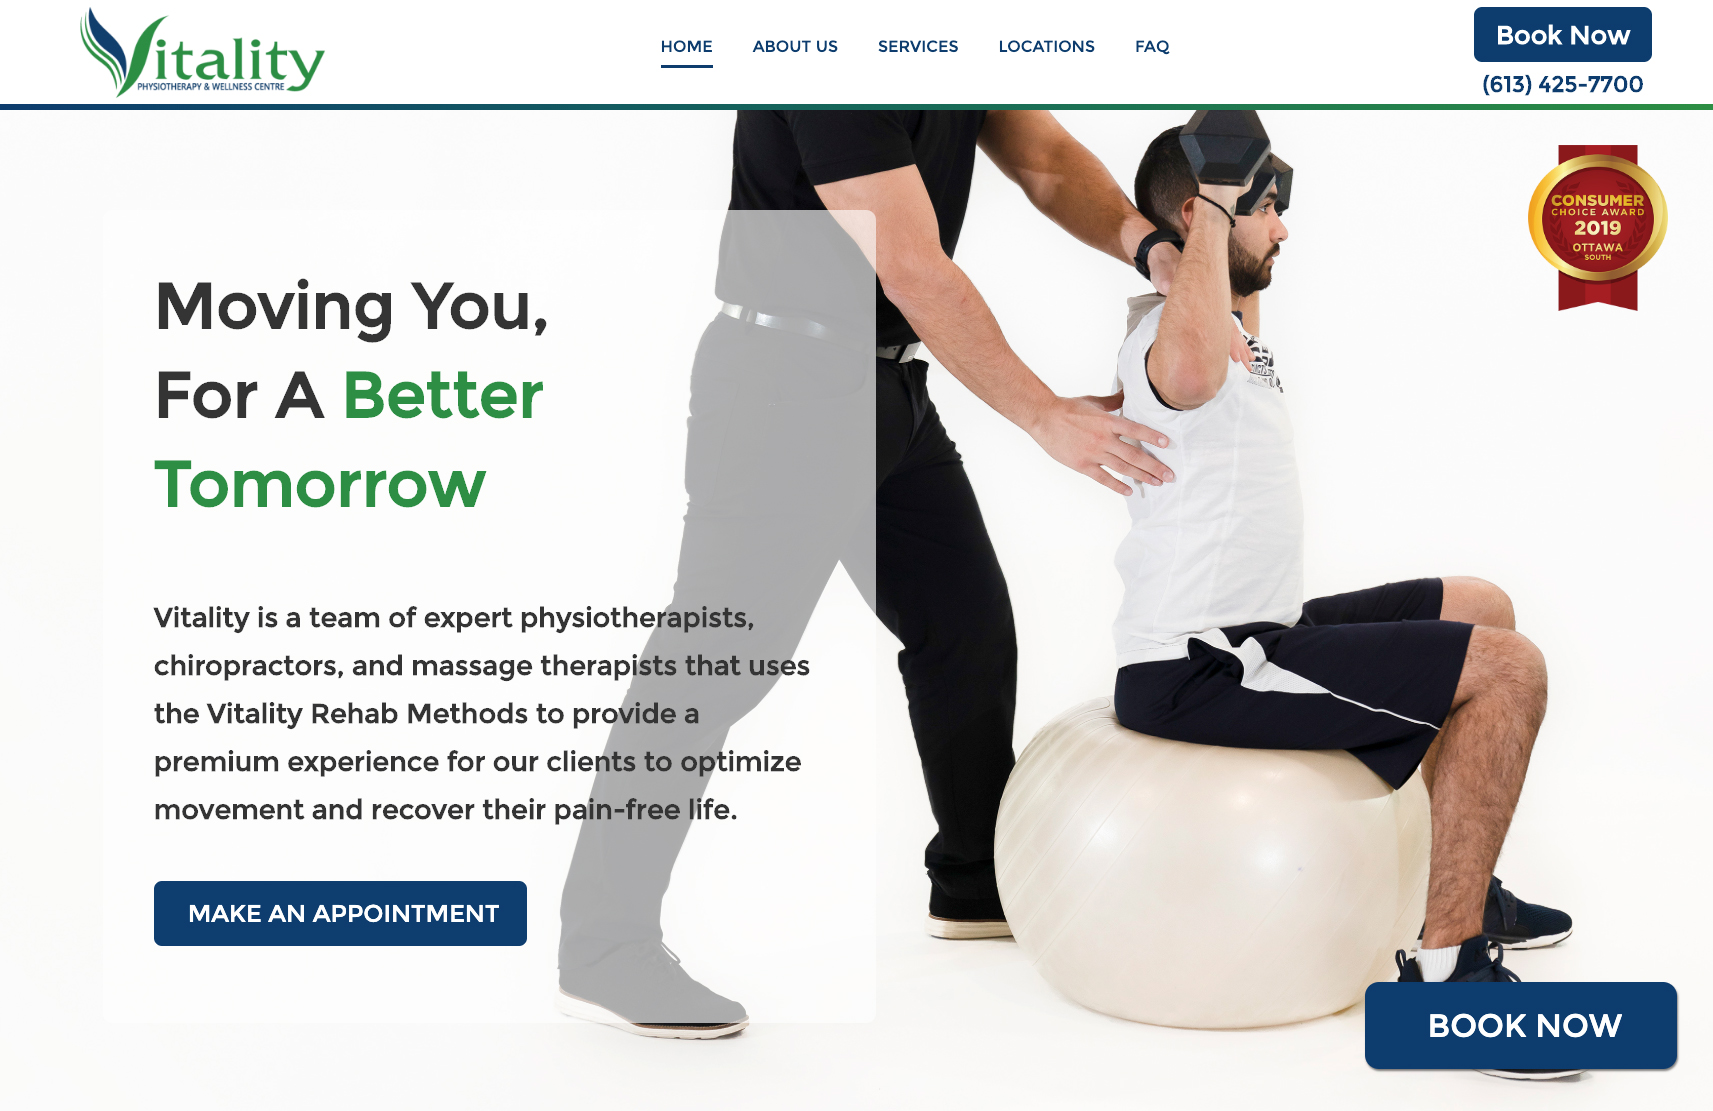 Vitality
PHYSIOTHERAPY & WELLNESS CENTRE
HOME
ABOUT US
SERVICES
LOCATIONS
FAQ
Book Now
(613) 425-7700
CONSUMER
CHOICE AWARD
2019
OTTAWA
SOUTH
Moving You,
For A Better
Tomorrow
Vitality is a team of expert physiotherapists,
chiropractors, and massage therapists that uses
the Vitality Rehab Methods to provide a
premium experience for our clients to optimize
movement and recover their pain-free life.
MAKE AN APPOINTMENT
BOOK NOW